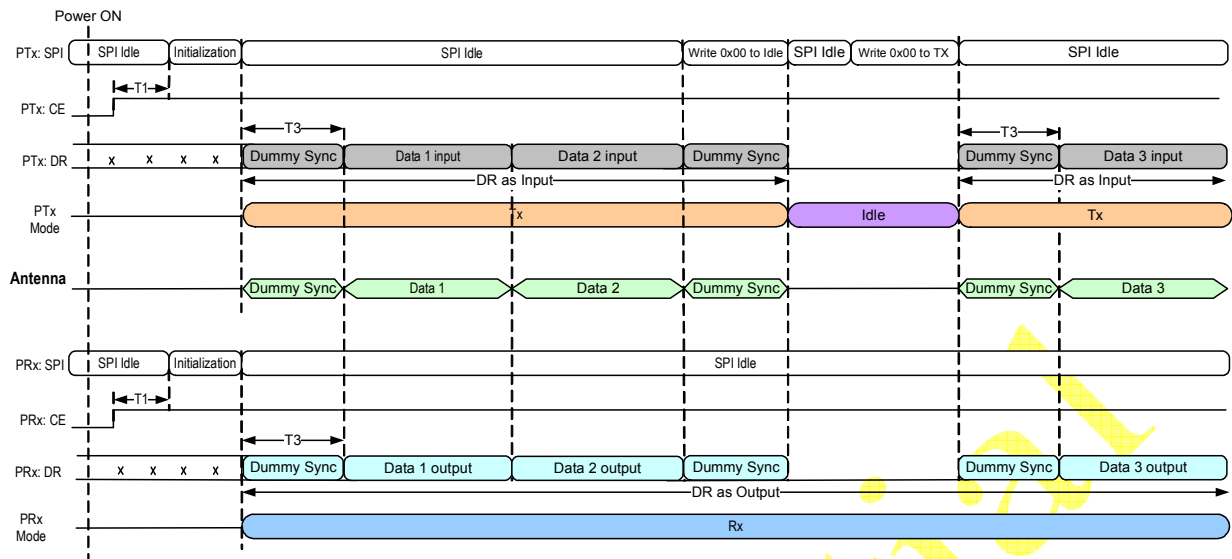 Power ON
PTx: SPI SPI Idle Initialization SPI Idle Write 0x00 to Idle SPI Idle Write 0x00 to TX SPI Idle
T1
PTx: CE
T3 T3
PTx: DR x x x x Dummy Sync Data 1 input Data 2 input Dummy Sync Dummy Sync Data 3 input
DR as Input DR as Input
PTx
Mode
Tx Idle Tx
Antenna Dummy Sync Data 1 Data 2 Dummy Sync Dummy Sync Data 3
PRx: SPI SPI Idle Initialization SPI Idle
T1
PRx: CE
T3
PRx: DR x x x x Dummy Sync Data 1 output Data 2 output Dummy Sync Dummy Sync Data 3 output
DR as Output
PRx
Mode
Rx